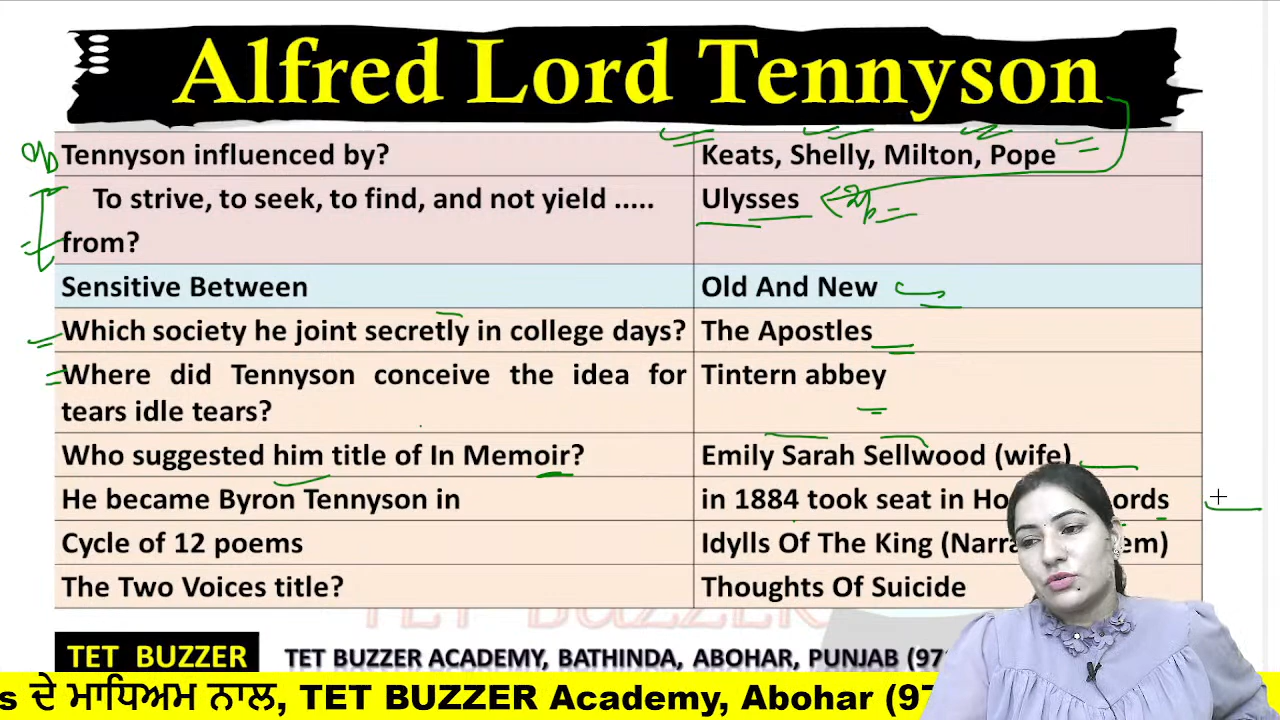 Alfred Lord Tennyson
Tennyson influenced by? Keats, Shelly, Milton, Pope
To strive, to seek, to find, and not yield ..... Ulysses
from?
Sensitive Between Old And New
Which society he joint secretly in college days? The Apostles
Where did Tennyson conceive the idea for Tintern abbey
tears idle tears?
Who suggested him title of In Memoir? Emily Sarah Sellwood (wife)
He became Byron Tennyson in in 1884 took seat in Ho ords
Cycle of 12 poems Idylls Of The King (Narra em)
The Two Voices title? Thoughts Of Suicide
TET BUZZER
TET BUZZER TET BUZZER ACADEMY, BATHINDA, ABOHAR, PUNJAB (97
s ਦੇ ਮਾਧਿਅਮ ਨਾਲ, TET BUZZER Academy, Abohar (97